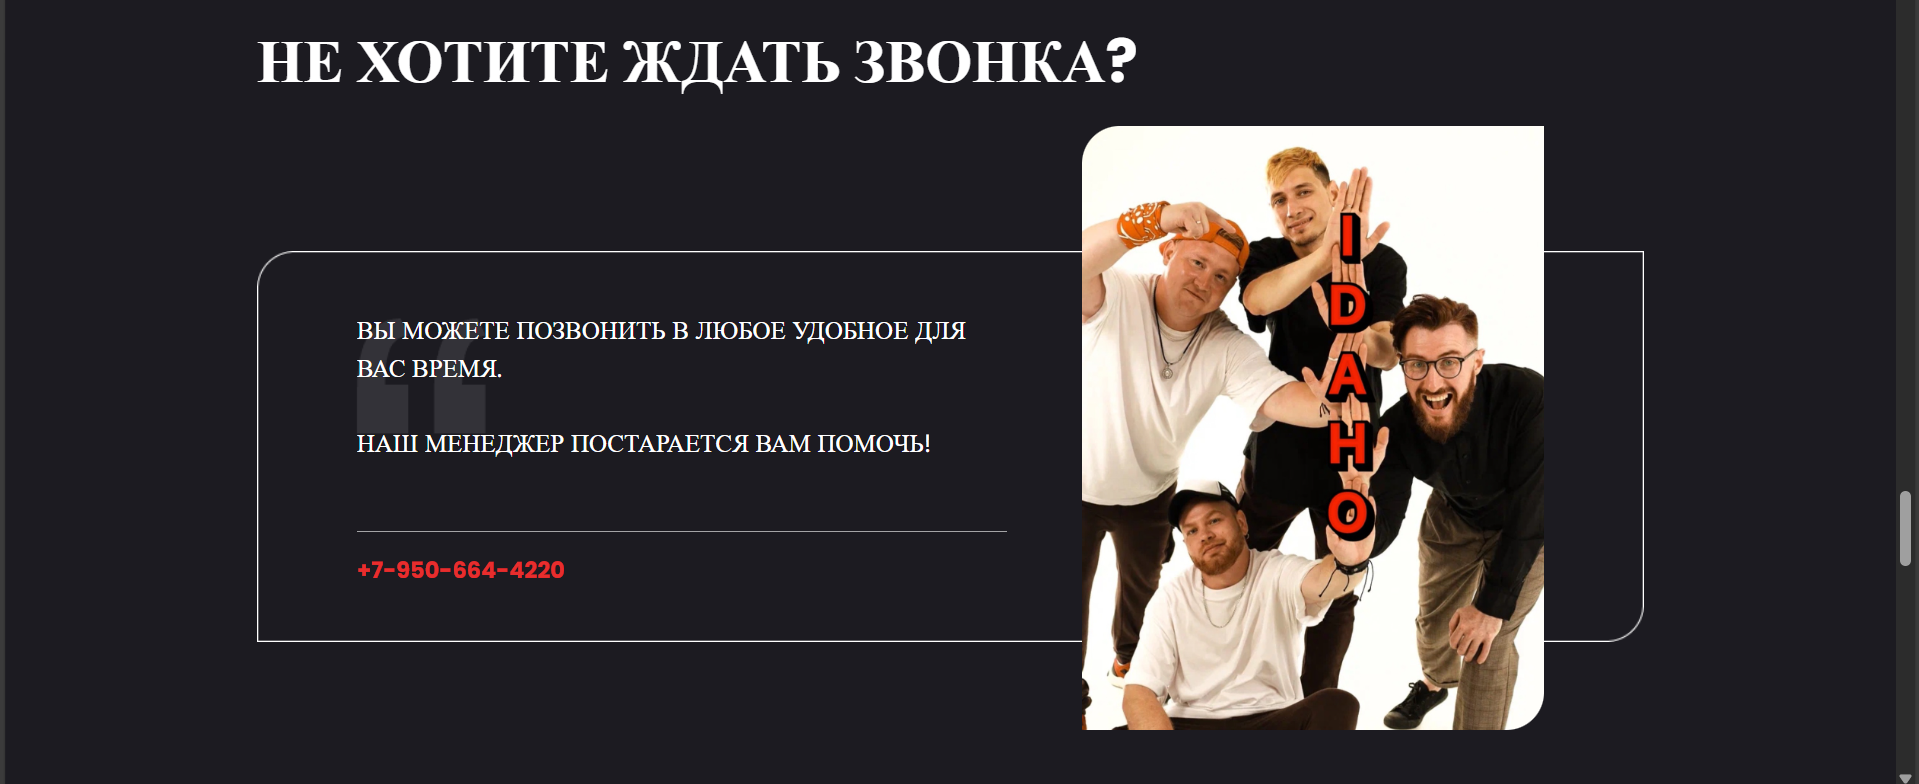 НЕ ХОТИТЕ ЖДАТЬ ЗВОНКА?
ВЫ МОЖЕТЕ ПОЗВОНИТЬ В ЛЮБОЕ УДОБНОЕ ДЛЯ
ВАС ВРЕМЯ.
НАШ МЕНЕДЖЕР ПОСТАРАЕТСЯ ВАМ ПОМОЧЬ!
+7-950-664-4220
IDAHO